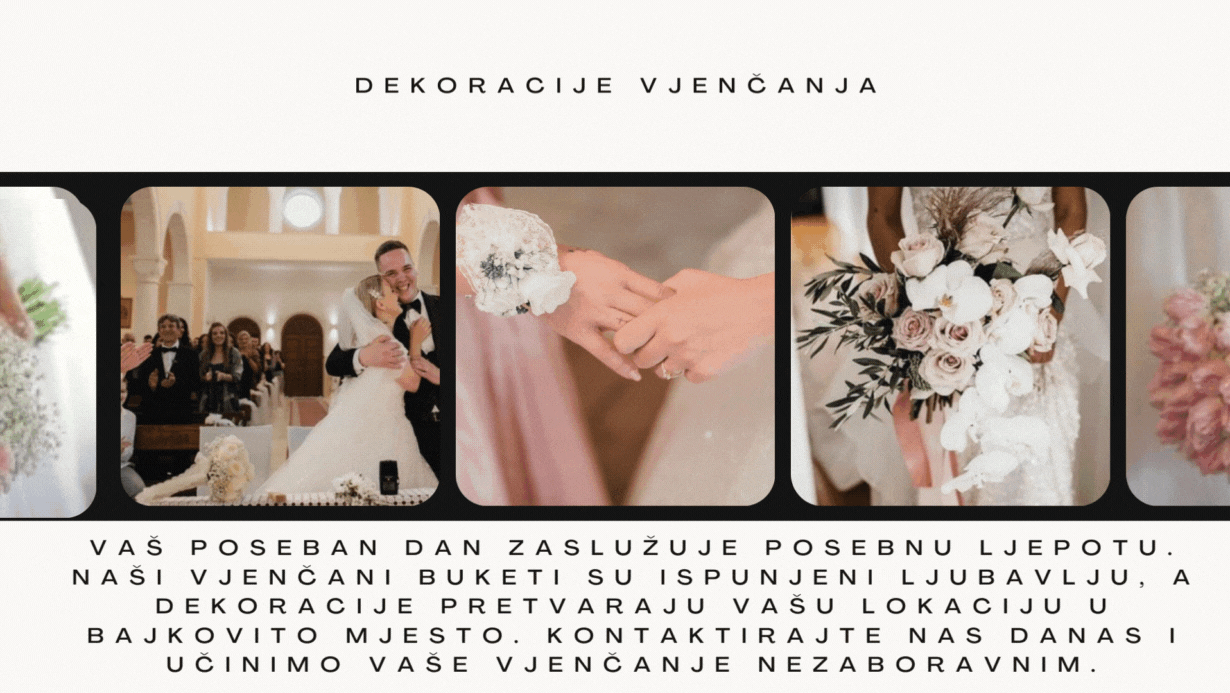 DEKORACIJE VJENČANJA
VAŠ POSEBAN DAN ZASLUŽUJE POSEBNU LJEPOTU.
NAŠI VJENČANI BUKETI SU ISPUNJENI LJUBAVLJU, A
DEKORACIJE PRETVARAJU VAŠU LOKACIJU U
BAJKOVITO MJESTO. KONTAKTIRAJTE NAS DANAS I
UČINIMO VAŠE VJENČANJE NEZABORAVNIM.